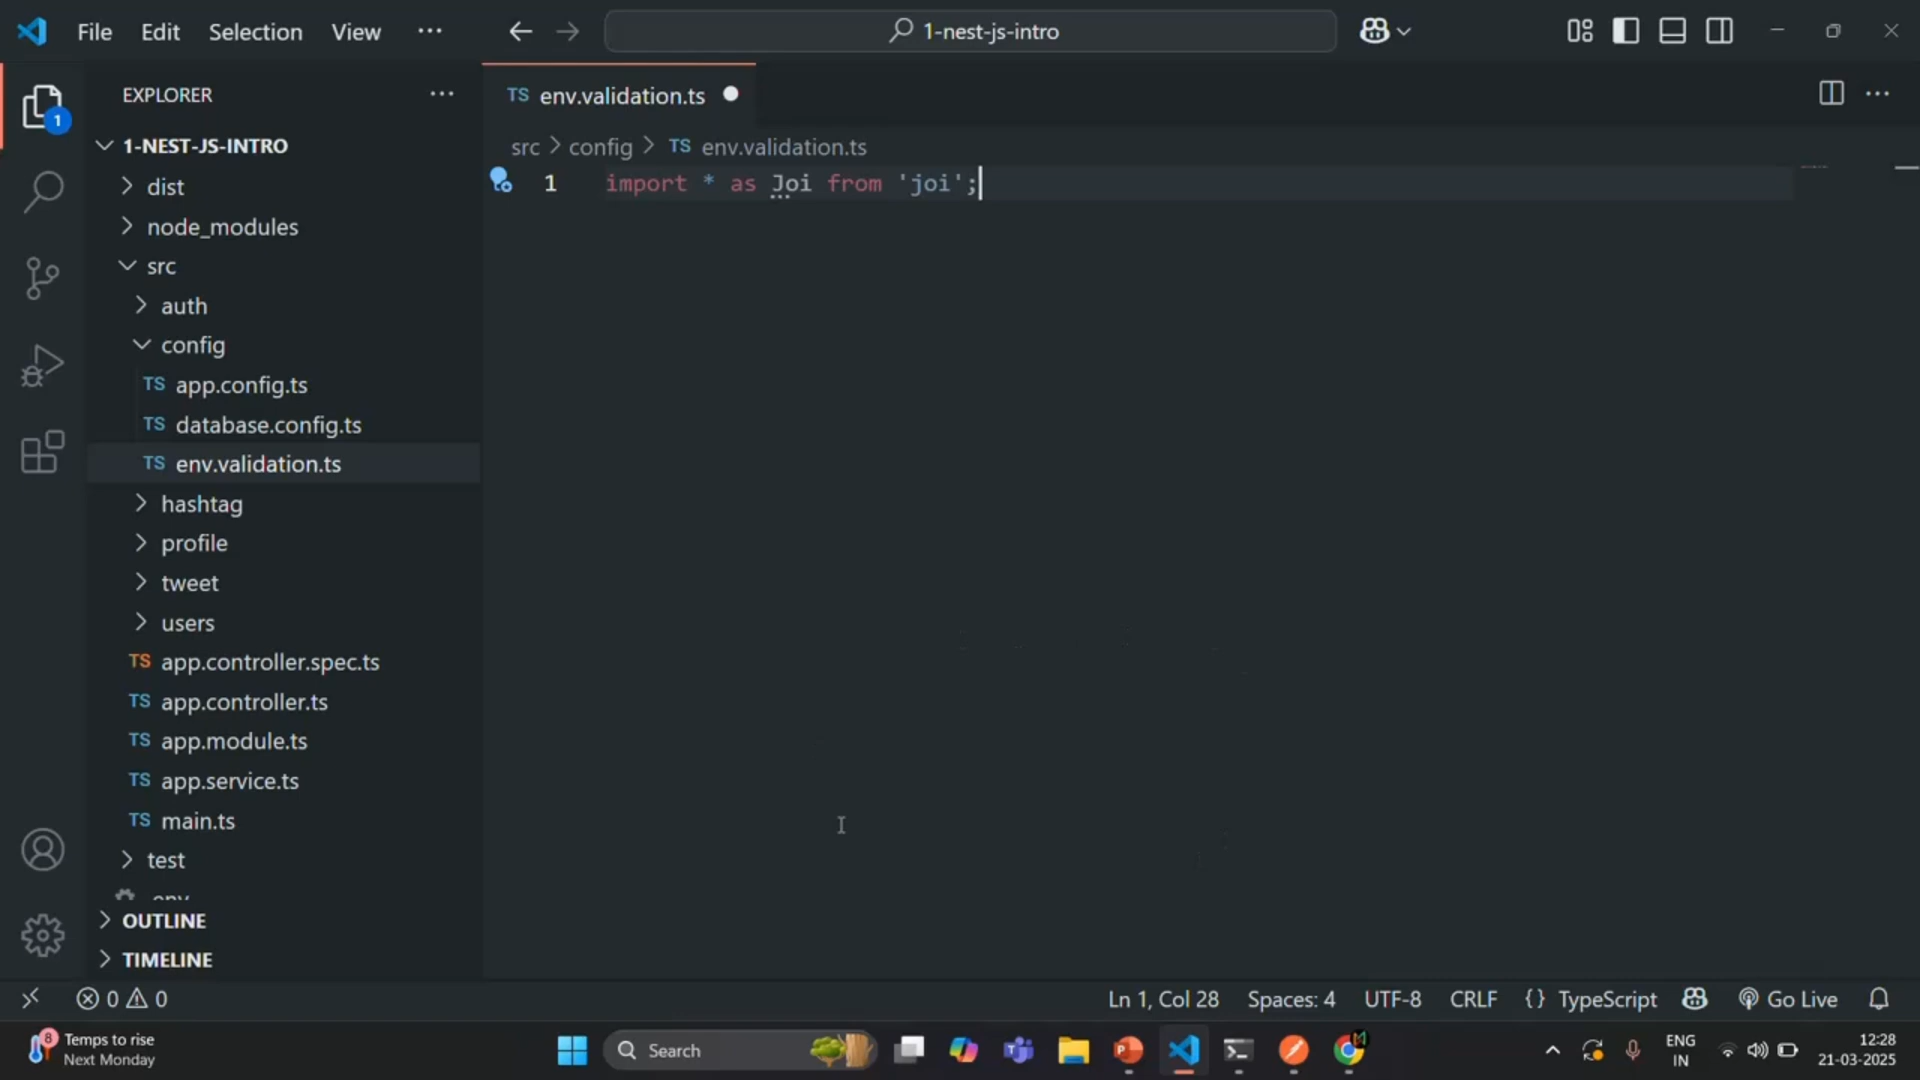 File Edit Selection View ... 1-nest-js-intro
EXPLORER ...
1
1-NEST-JS-INTRO
dist
node_modules
src
auth
config
TS app.config.ts
TS database.config.ts
TS env.validation.ts
hashtag
profile
tweet
users
TS app.controller.spec.ts
TS app.controller.ts
TS app.module.ts
TS app.service.ts
TS main.ts
test
OUTLINE
TIMELINE
TS env.validation.ts
src > config > TS env.validation.ts
1 import * as Joi from 'joi';
0 0 Ln 1, Col 28 Spaces: 4 UTF-8 CRLF {} TypeScript Go Live
8 Temps to rise
Next Monday
Search
ENG
IN
12:28
21-03-2025